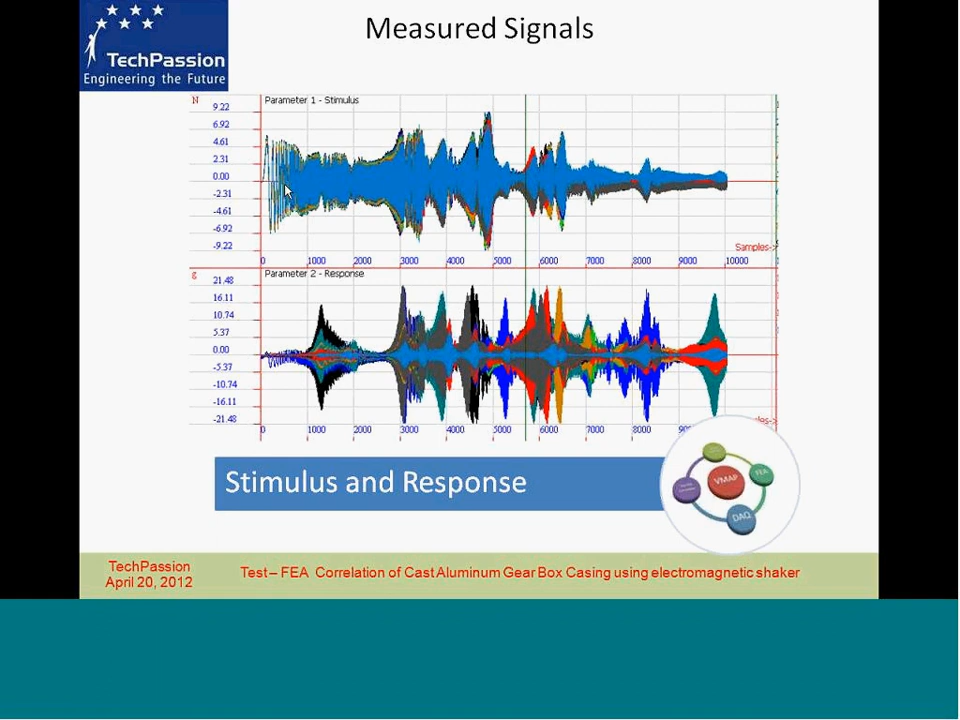 Measured Signals
TechPassion
Engineering the Future
N
Parameter 1 - Stimulus
9.22
6.92
4.61
2.31
0.00
-2.31
-4.61
-6.92
-9.22
Samples->
0 1000 2000 3000 4000 5000 6000 7000 8000 9000 10000
g
Parameter 2 - Response
21.48
16.11
10.74
5.37
0.00
-5.37
-10.74
-16.11
-21.48
0 1000 2000 3000 4000 5000 6000 7000 8000
Stimulus and Response
VMAP
FEA
DAQ
TechPassion
April 20, 2012
Test – FEA Correlation of Cast Aluminum Gear Box Casing using electromagnetic shaker